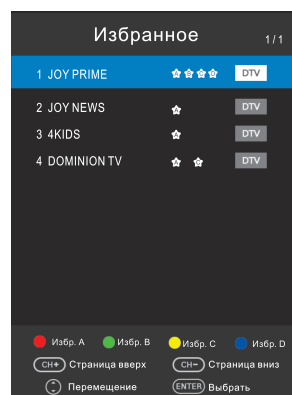 Избранное 1/1
1 JOY PRIME DTV
2 JOY NEWS DTV
3 4KIDS DTV
4 DOMINION TV DTV
Избр. A Избр. B Избр. C Избр. D
CH+ Страница вверх CH− Страница вниз
Перемещение ENTER Выбрать